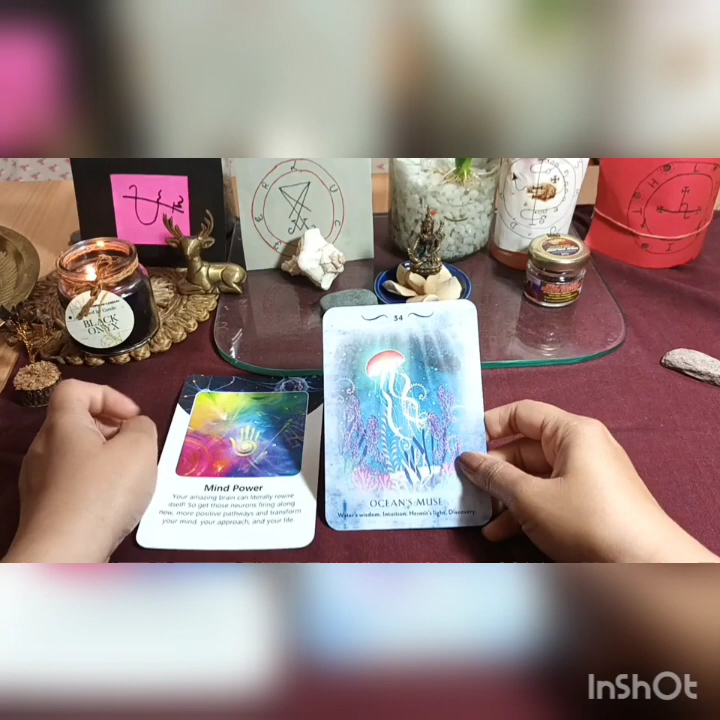 BLACK
ONYX
34
OCEAN'S MUSE
Water's wisdom. Intuition. Hermit's light. Discovery.
Mind Power
Your amazing brain can literally rewire
itself! So get those neurons firing along
new, more positive pathways and transform
your mind, your approach, and your life.
InShOt